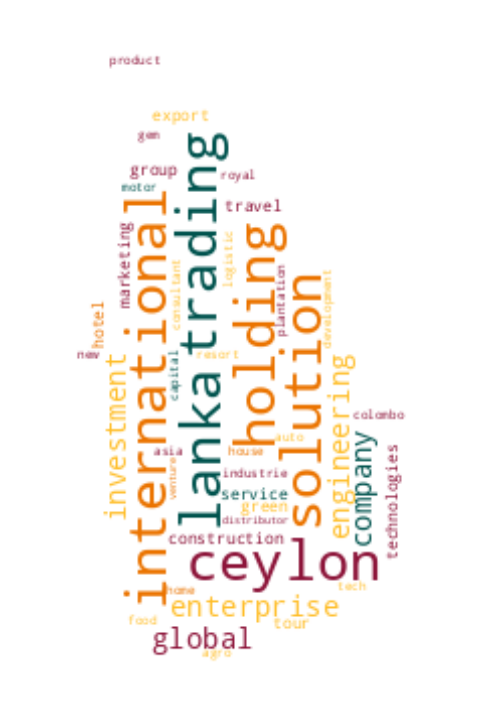 product
export
gem
group
royal
motor
travel
international
lanka
trading
holding
solution
marketing
consultant
logistic
plantation
development
hotel
new
investment
capital
resort
engineering
colombo
auto
asia
house
company
technologies
venture
industrie
service
green
distributor
construction
ceylon
home
tech
enterprise
food
tour
global
agro